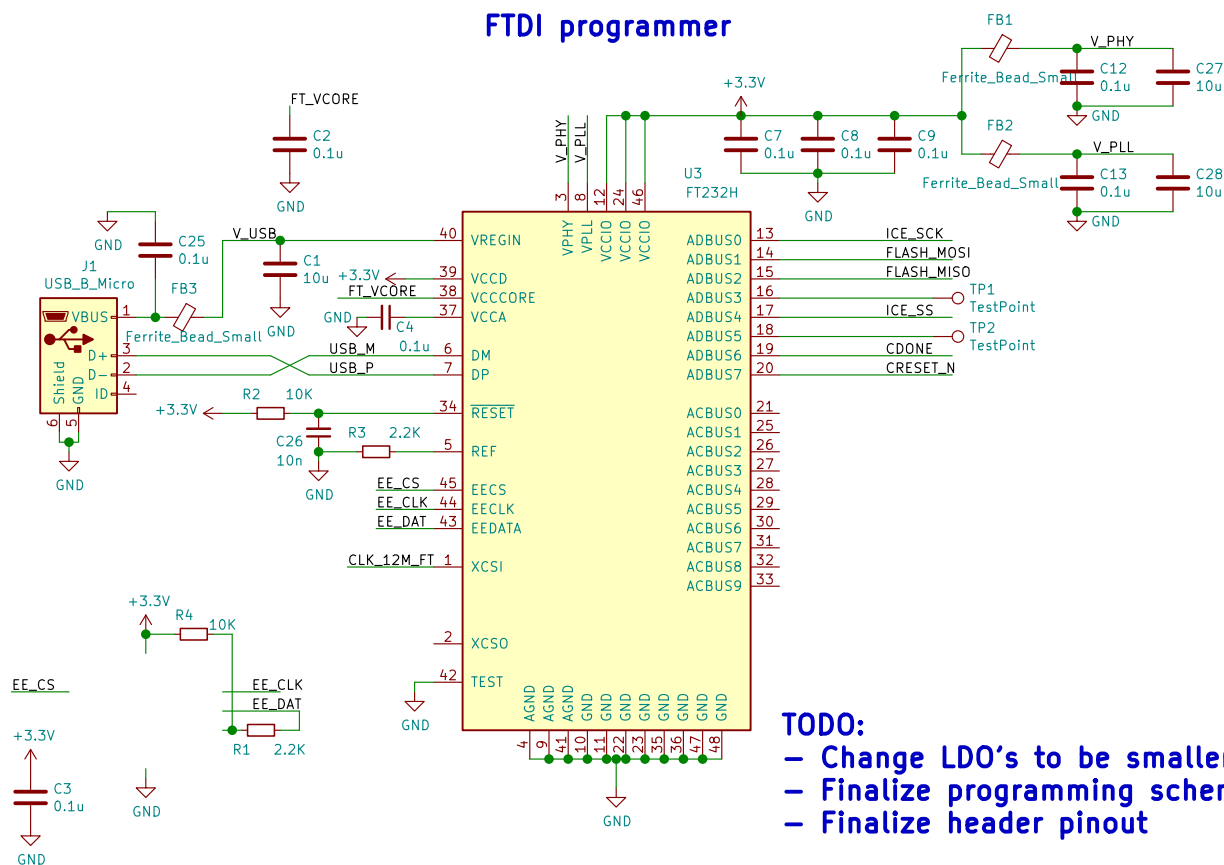 FTDI programmer
FB1
V_PHY
Ferrite_Bead_Small
C12
0.1u
C27
10u
GND
FT_VCORE
C2
0.1u
GND
+3.3V
V_PHY
V_PLL
C7
0.1u
C8
0.1u
C9
0.1u
GND
FB2
V_PLL
Ferrite_Bead_Small
C13
0.1u
C28
10u
GND
U3
FT232H
3
8
12
24
46
VPHY
VPLL
VCCIO
VCCIO
VCCIO
GND
C25
0.1u
V_USB
C1
10u
GND
J1
USB_B_Micro
FB3
Ferrite_Bead_Small
VBUS 1
D+ 3
D- 2
ID 4
Shield
GND
6
5
GND
40 VREGIN
+3.3V
39 VCCD
FT_VCORE
38 VCCCORE
GND
C4
0.1u
37 VCCA
USB_M
6 DM
USB_P
7 DP
+3.3V
R2
10K
34 RESET
C26
10n
GND
R3
2.2K
5 REF
EE_CS
45 EECS
EE_CLK
44 EECLK
EE_DAT
43 EEDATA
CLK_12M_FT
1 XCSI
2 XCSO
42 TEST
GND
ADBUS0 13 ICE_SCK
ADBUS1 14 FLASH_MOSI
ADBUS2 15 FLASH_MISO
ADBUS3 16
TP1
TestPoint
ADBUS4 17 ICE_SS
ADBUS5 18
TP2
TestPoint
ADBUS6 19 CDONE
ADBUS7 20 CRESET_N
ACBUS0 21
ACBUS1 25
ACBUS2 26
ACBUS3 27
ACBUS4 28
ACBUS5 29
ACBUS6 30
ACBUS7 31
ACBUS8 32
ACBUS9 33
AGND
AGND
AGND
GND
GND
GND
GND
GND
GND
GND
GND
4
9
41
10
11
22
23
35
36
47
48
GND
+3.3V
R4
10K
EE_CS
EE_CLK
EE_DAT
R1
2.2K
GND
+3.3V
C3
0.1u
GND
TODO:
– Change LDO's to be smaller
– Finalize programming
– Finalize header pinout